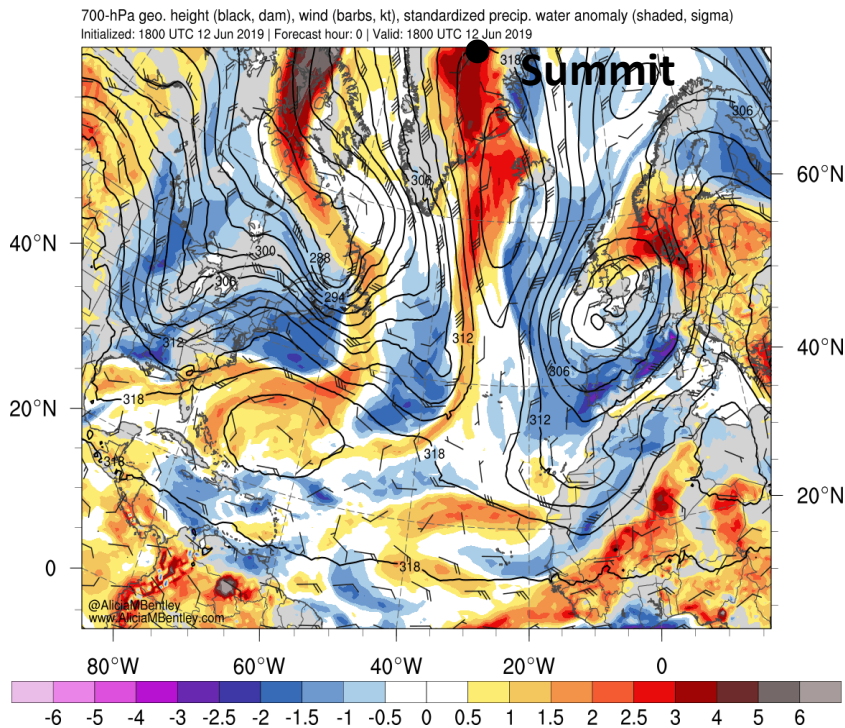 700-hPa geo. height (black, dam), wind (barbs, kt), standardized precip. water anomaly (shaded, sigma)
Initialized: 1800 UTC 12 Jun 2019 | Forecast hour: 0 | Valid: 1800 UTC 12 Jun 2019
318
Summit
306
60°N
306
40°N
300
288
306
294
312
312
40°N
306
318
20°N
312
318
318
20°N
318
0
@AliciaMBentley
www.AliciaMBentley.com
80°W 60°W 40°W 20°W 0
-6 -5 -4 -3 -2.5 -2 -1.5 -1 -0.5 0 0.5 1 1.5 2 2.5 3 4 5 6